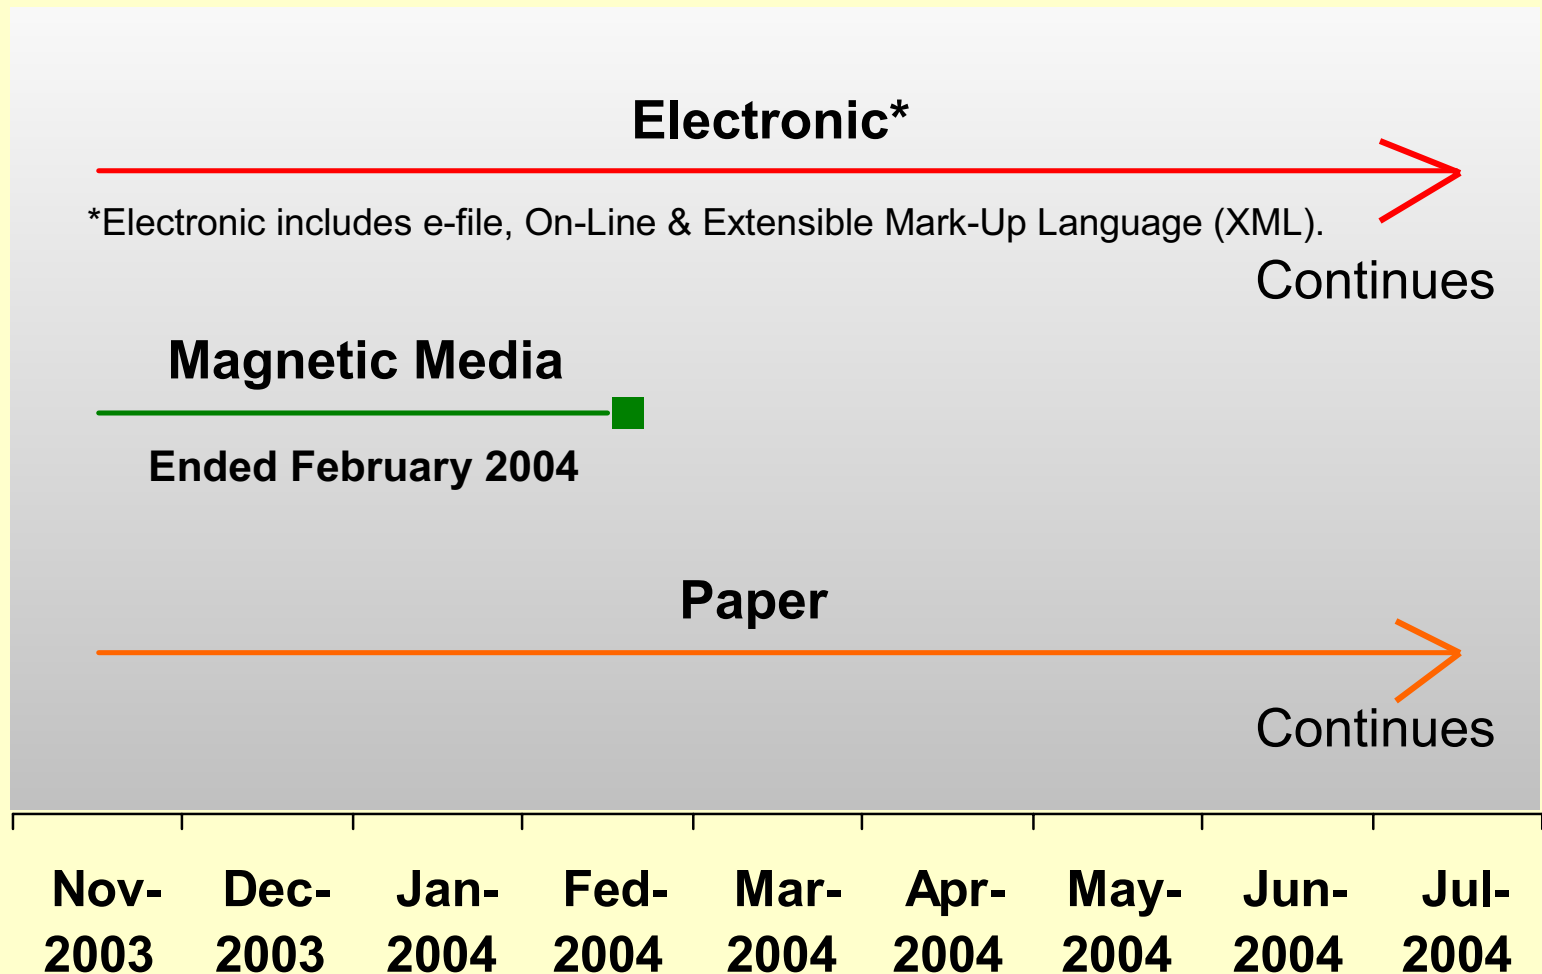 Electronic*
*Electronic includes e-file, On-Line & Extensible Mark-Up Language (XML).
Continues
Magnetic Media
Ended February 2004
Paper
Continues
Nov- Dec- Jan- Fed- Mar- Apr- May- Jun- Jul-
2003 2003 2004 2004 2004 2004 2004 2004 2004